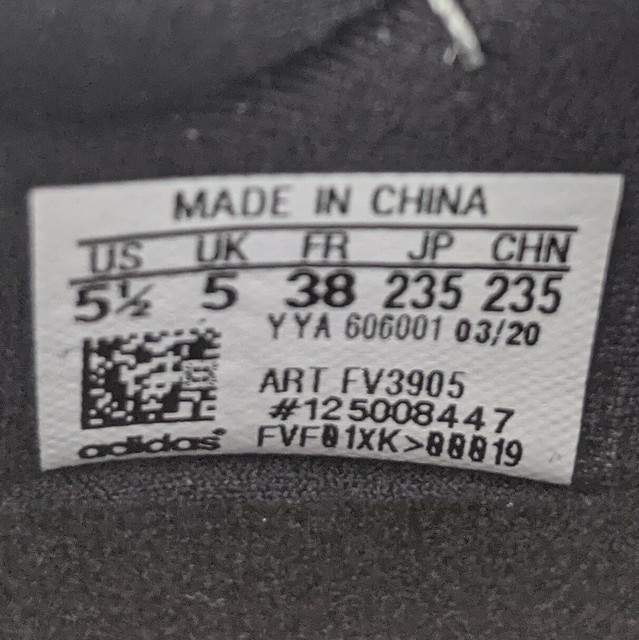 MADE IN CHINA
US UK FR JP CHN
5½ 5 38 235 235
YYA 606001 03/20
ART FV3905
#125008447
adidas® FVF01XK>00019